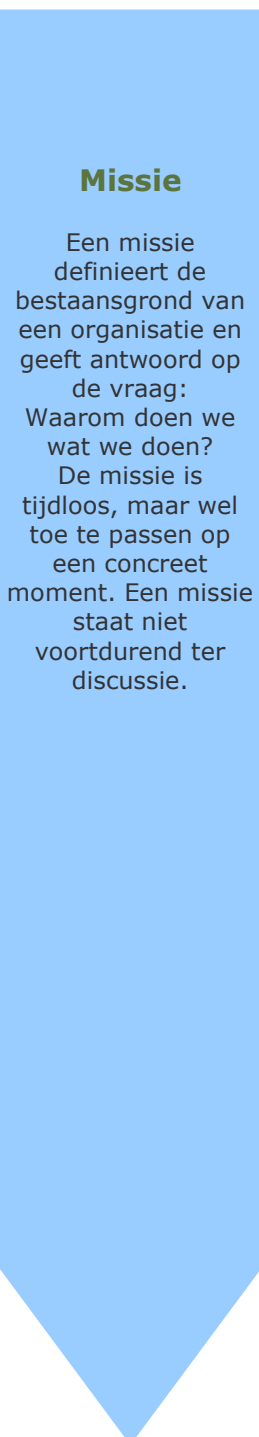 Missie
Een missie
definieert de
bestaansgrond van
een organisatie en
geeft antwoord op
de vraag:
Waarom doen we
wat we doen?
De missie is
tijdloos, maar wel
toe te passen op
een concreet
moment. Een missie
staat niet
voortdurend ter
discussie.